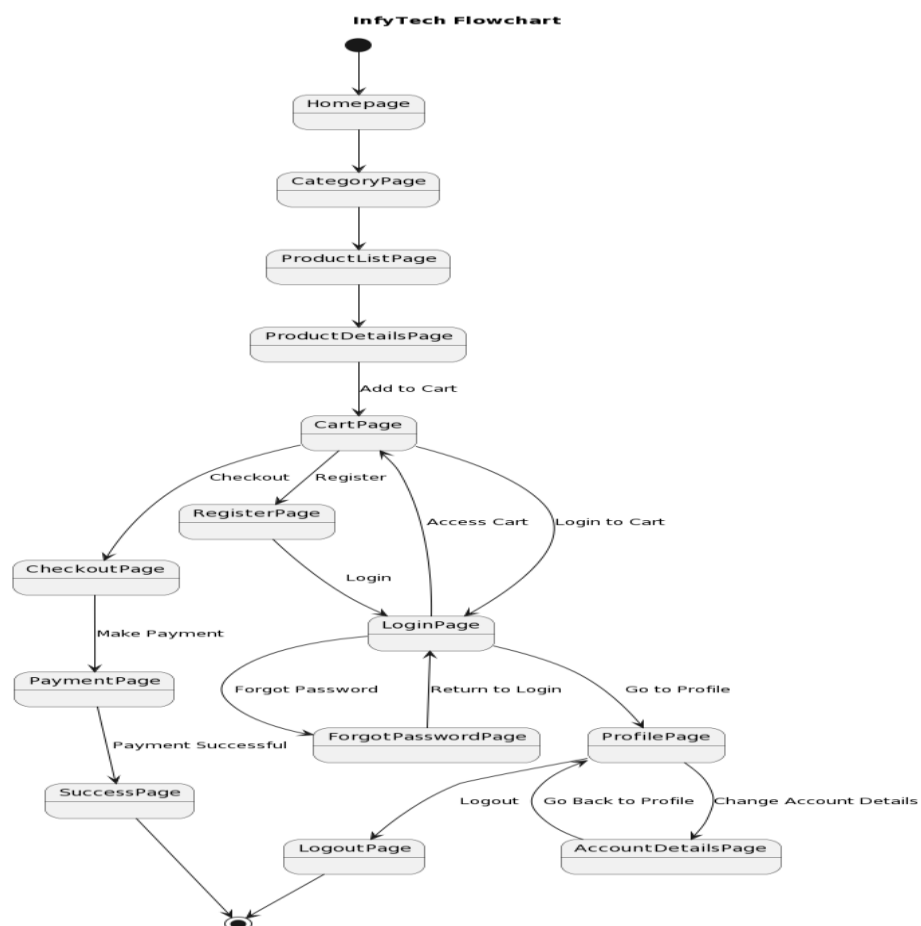 InfyTech Flowchart
Homepage
CategoryPage
ProductListPage
ProductDetailsPage
Add to Cart
CartPage
Checkout
Register
RegisterPage
Access Cart
Login to Cart
CheckoutPage
Login
LoginPage
Make Payment
PaymentPage
Forgot Password
Return to Login
Go to Profile
ForgotPasswordPage
ProfilePage
Payment Successful
SuccessPage
Logout
Go Back to Profile
Change Account Details
LogoutPage
AccountDetailsPage